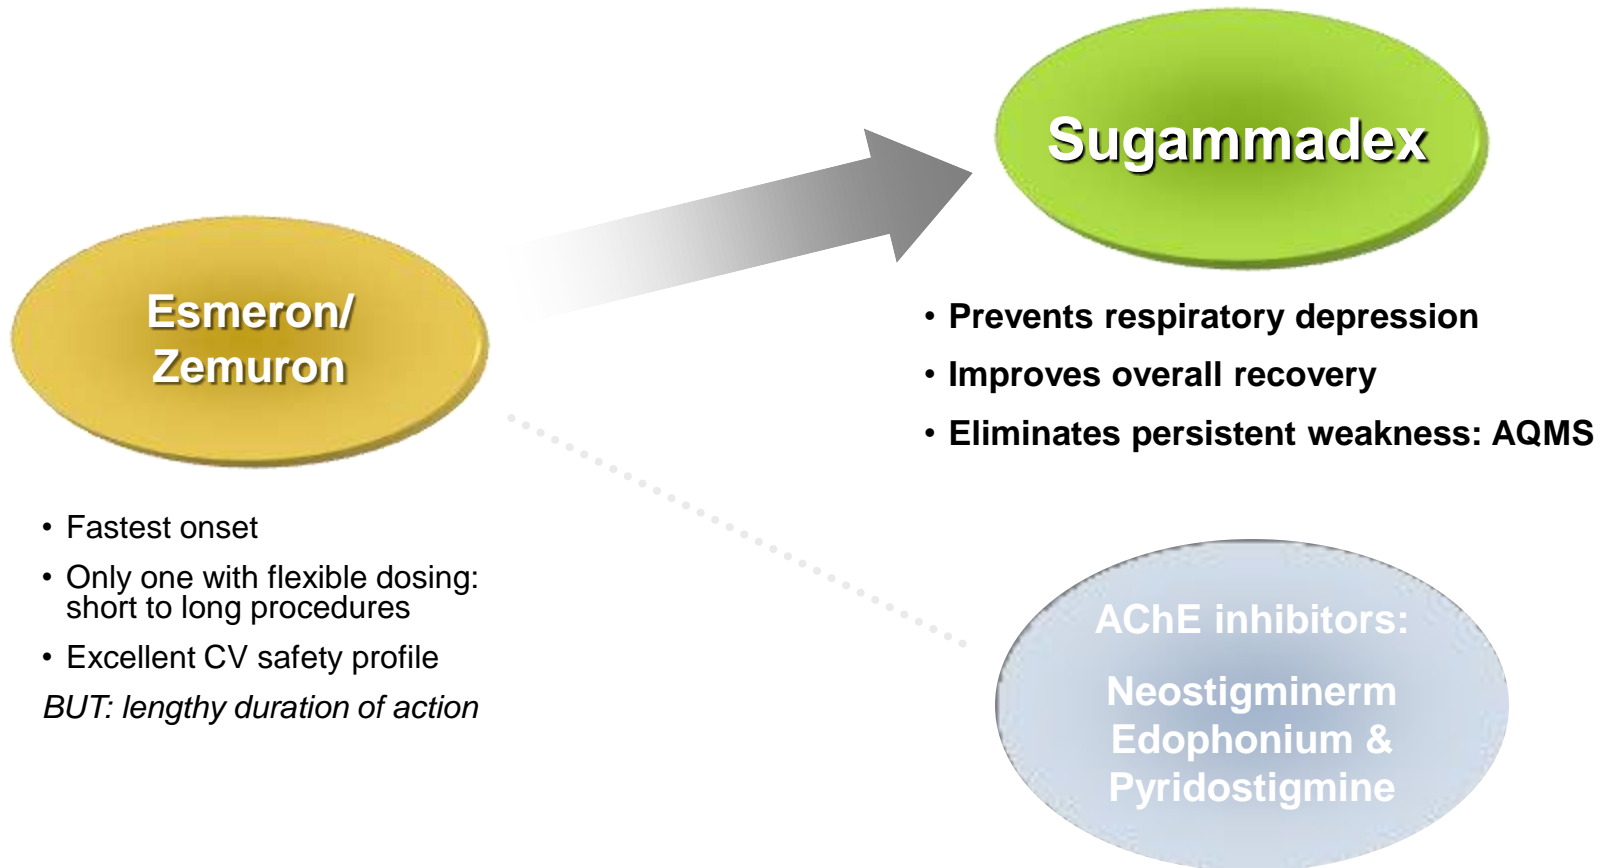 Sugammadex
Esmeron/
Zemuron
• Prevents respiratory depression
• Improves overall recovery
• Eliminates persistent weakness: AQMS
• Fastest onset
• Only one with flexible dosing:
short to long procedures
• Excellent CV safety profile
BUT: lengthy duration of action
AChE inhibitors:
Neostigminerm
Edophonium &
Pyridostigmine